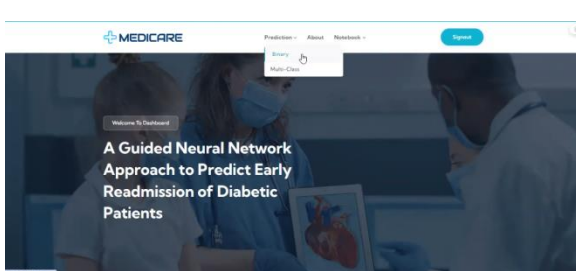 MEDICARE
Prediction
About
Notebook
Signout
Binary
Multi-Class
Welcome To Dashboard
A Guided Neural Network
Approach to Predict Early
Readmission of Diabetic
Patients